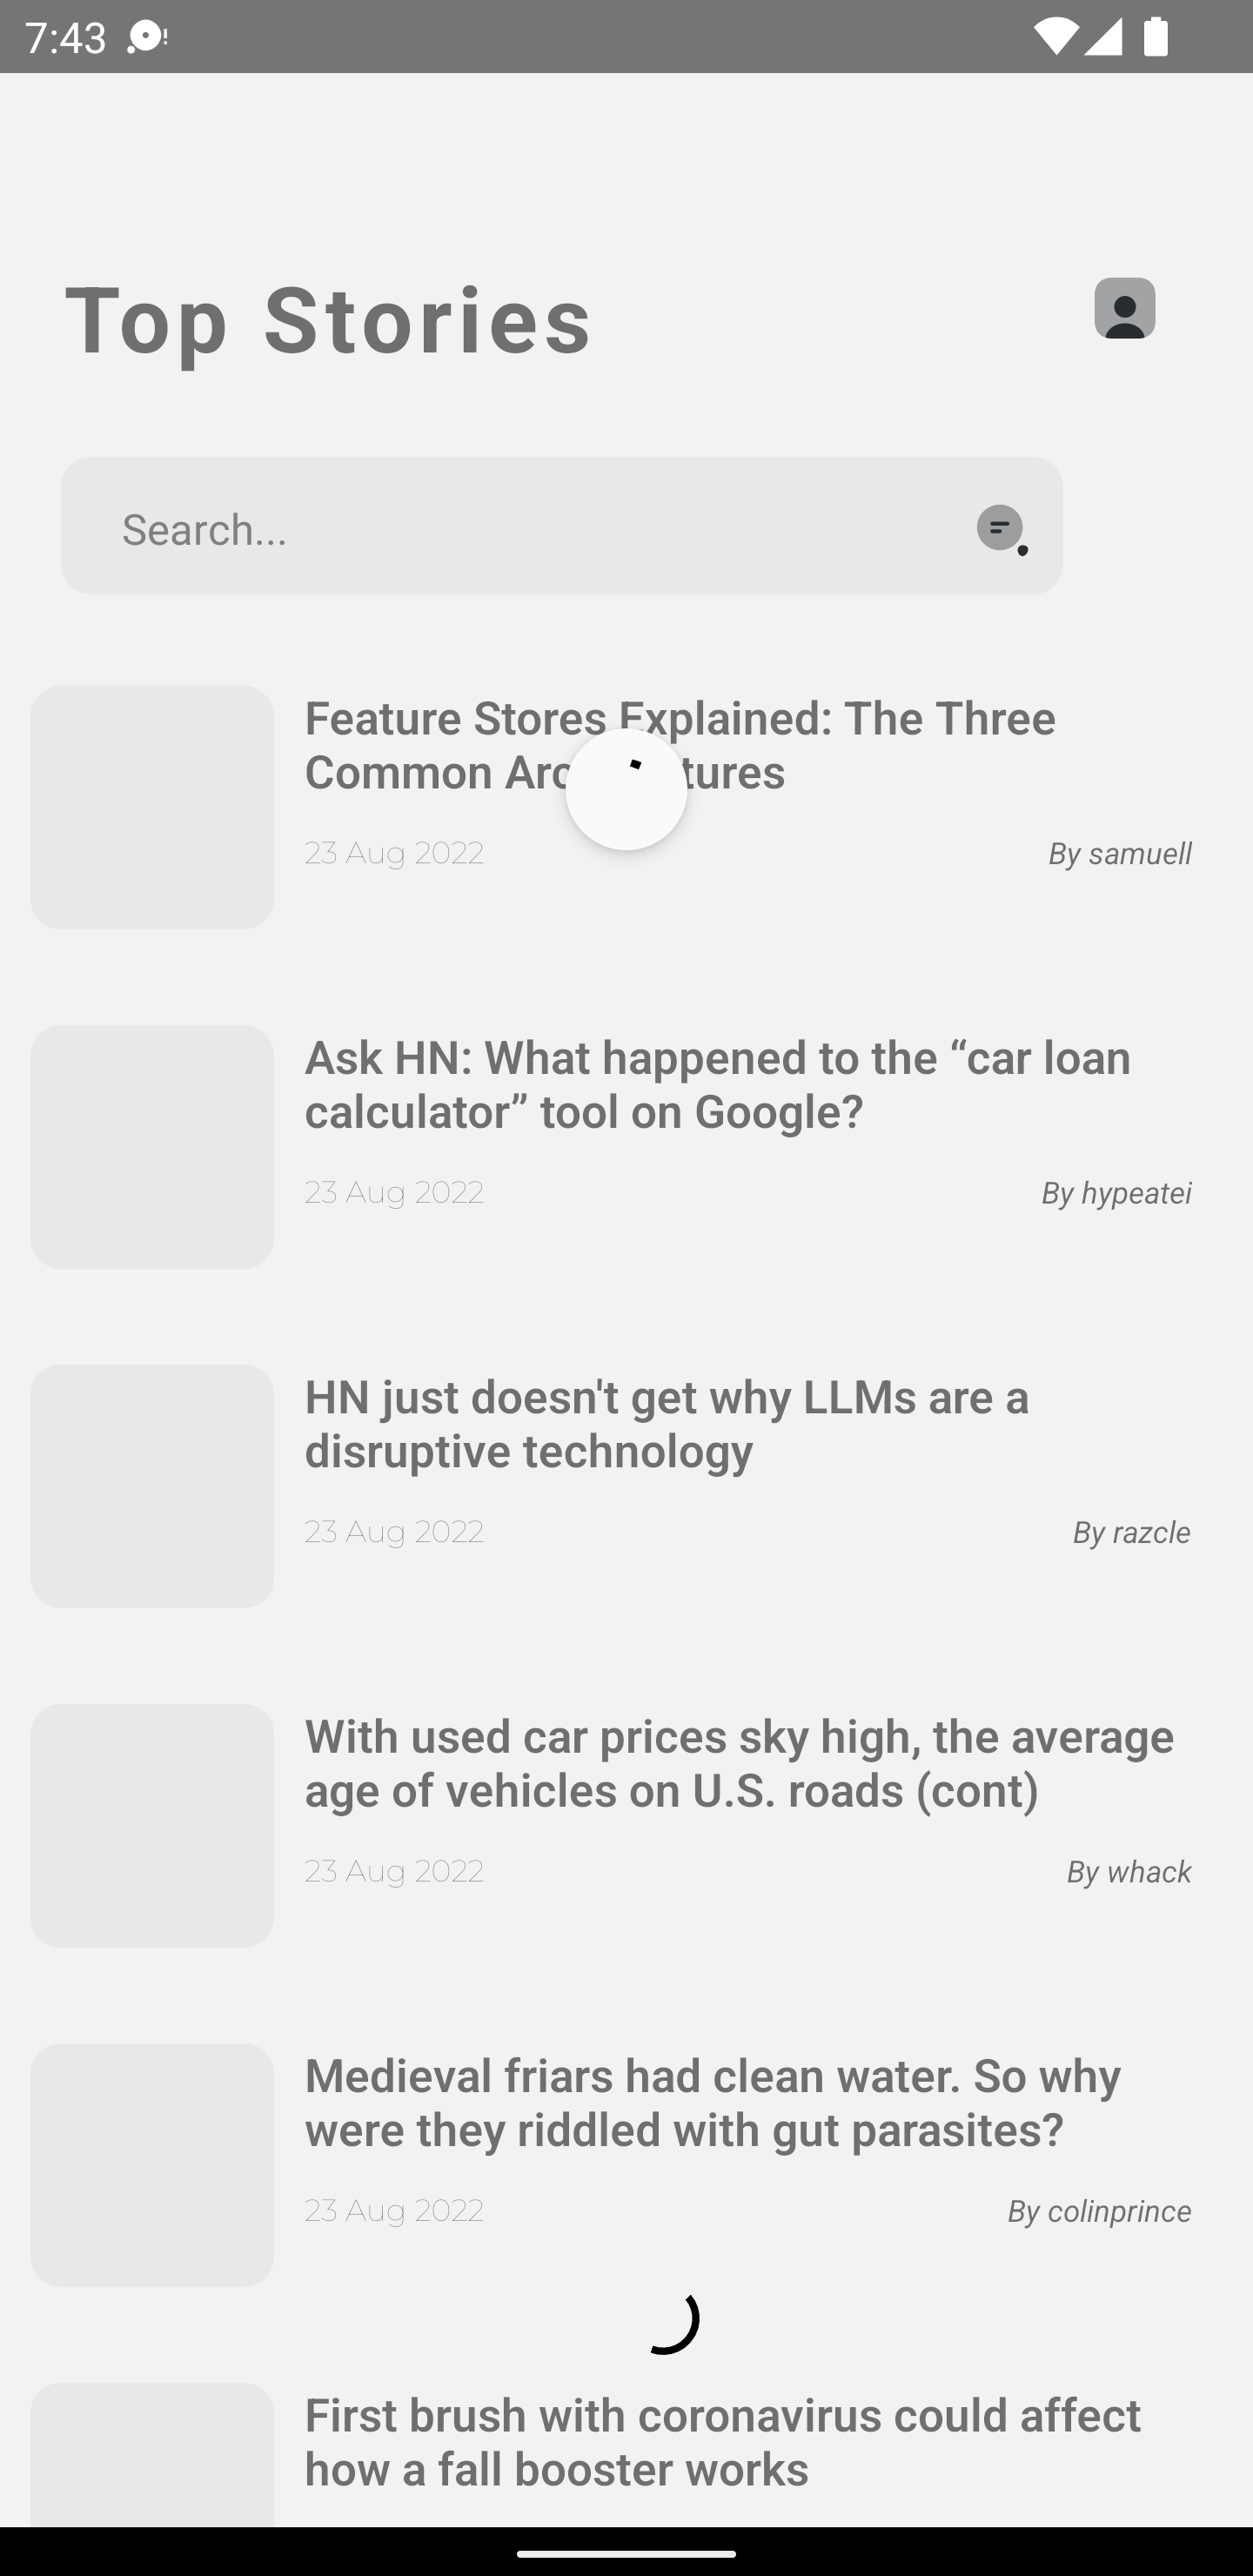 7:43
Top Stories
Search...
Feature Stores Explained: The Three
Common
23 Aug 2022
By samuell
Ask HN: What happened to the “car loan
calculator” tool on Google?
23 Aug 2022
By hypeatei
HN just doesn't get why LLMs are a
disruptive technology
23 Aug 2022
By razcle
With used car prices sky high, the average
age of vehicles on U.S. roads (cont)
23 Aug 2022
By whack
Medieval friars had clean water. So why
were they riddled with gut parasites?
23 Aug 2022
By colinprince
First brush with coronavirus could affect
how a fall booster works